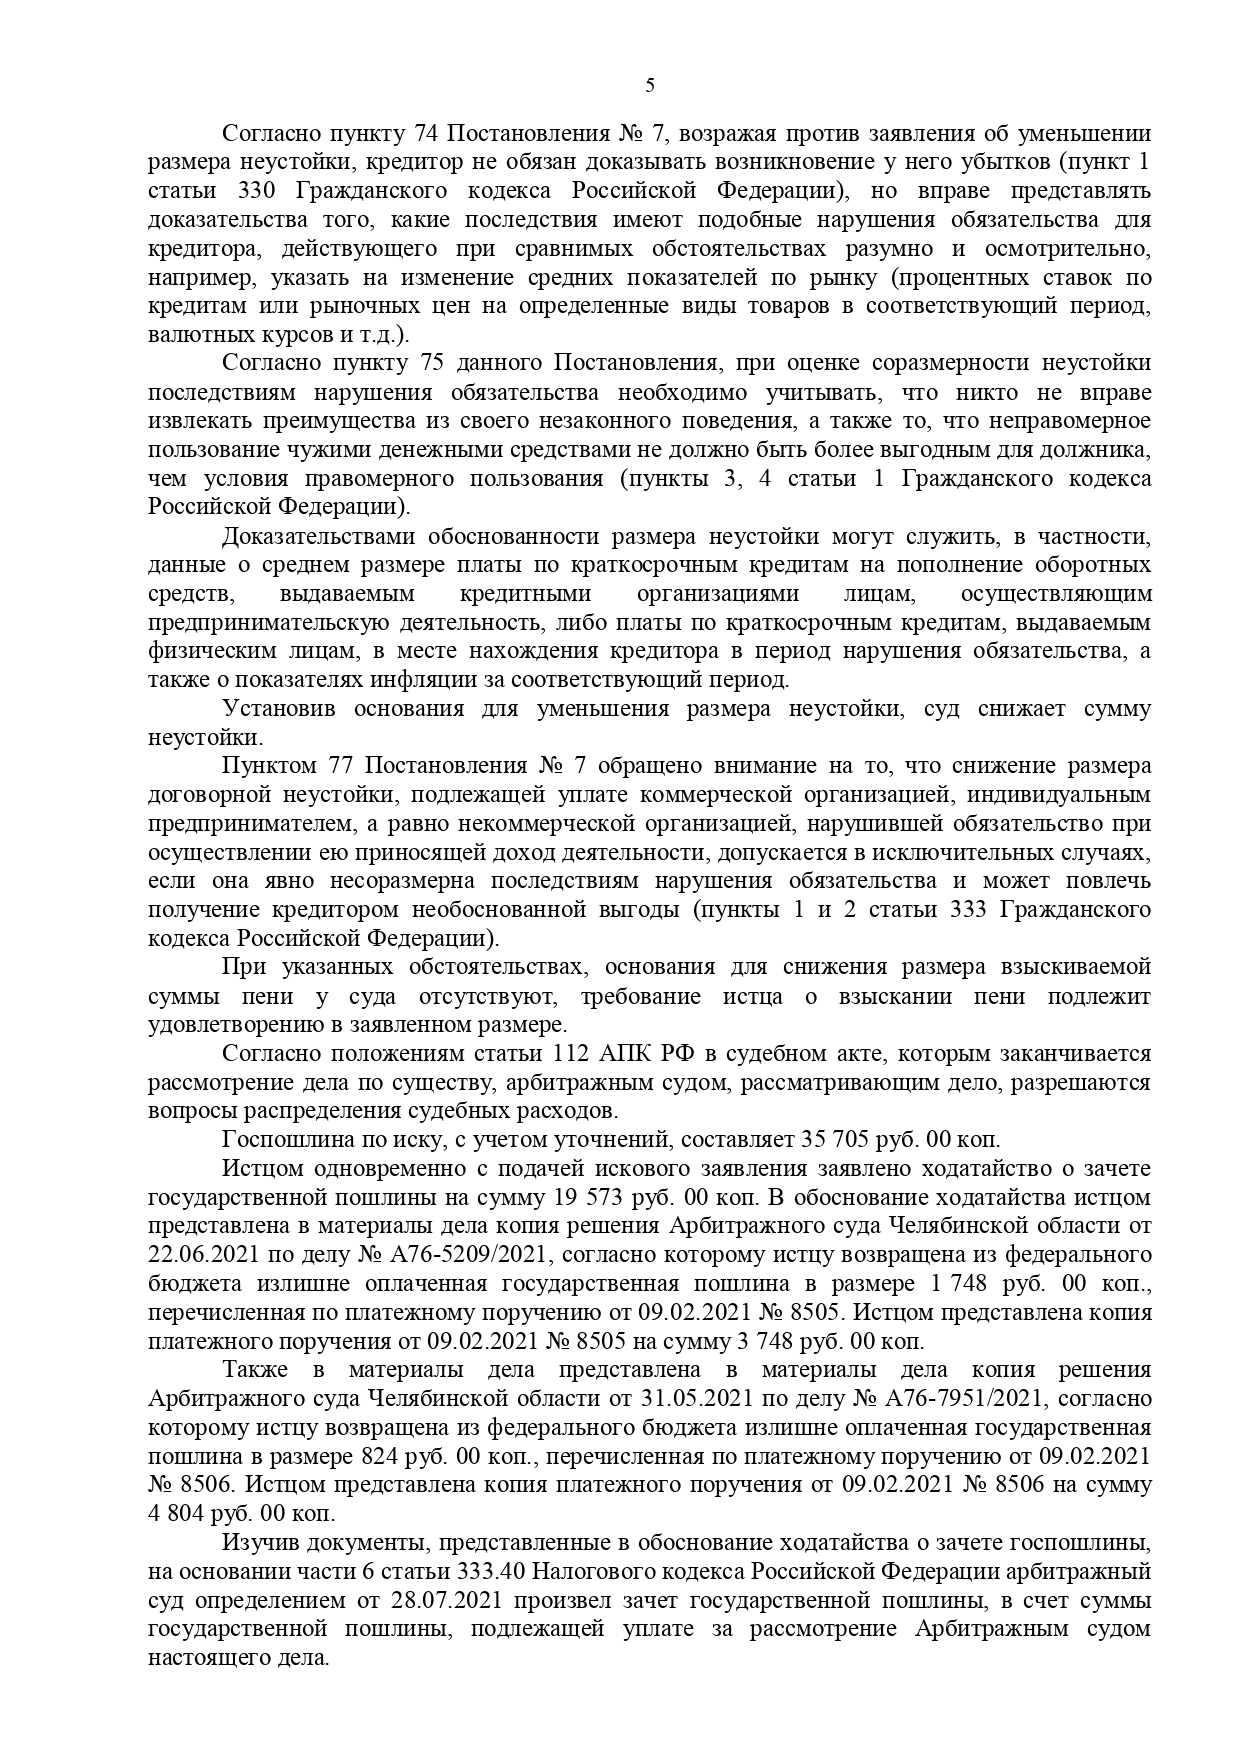 5
Согласно пункту 74 Постановления № 7, возражая против заявления об уменьшении
размера неустойки, кредитор не обязан доказывать возникновение у него убытков (пункт 1
статьи 330 Гражданского кодекса Российской Федерации), но вправе представлять
доказательства того, какие последствия имеют подобные нарушения обязательства для
кредитора, действующего при сравнимых обстоятельствах разумно и осмотрительно,
например, указать на изменение средних показателей по рынку (процентных ставок по
кредитам или рыночных цен на определенные виды товаров в соответствующий период,
валютных курсов и т.д.).
Согласно пункту 75 данного Постановления, при оценке соразмерности неустойки
последствиям нарушения обязательства необходимо учитывать, что никто не вправе
извлекать преимущества из своего незаконного поведения, а также то, что неправомерное
пользование чужими денежными средствами не должно быть более выгодным для должника,
чем условия правомерного пользования (пункты 3, 4 статьи 1 Гражданского кодекса
Российской Федерации).
Доказательствами обоснованности размера неустойки могут служить, в частности,
данные о среднем размере платы по краткосрочным кредитам на пополнение оборотных
средств, выдаваемым кредитными организациями лицам, осуществляющим
предпринимательскую деятельность, либо платы по краткосрочным кредитам, выдаваемым
физическим лицам, в месте нахождения кредитора в период нарушения обязательства, а
также о показателях инфляции за соответствующий период.
Установив основания для уменьшения размера неустойки, суд снижает сумму
неустойки.
Пунктом 77 Постановления № 7 обращено внимание на то, что снижение размера
договорной неустойки, подлежащей уплате коммерческой организацией, индивидуальным
предпринимателем, а равно некоммерческой организацией, нарушившей обязательство при
осуществлении ею приносящей доход деятельности, допускается в исключительных случаях,
если она явно несоразмерна последствиям нарушения обязательства и может повлечь
получение кредитором необоснованной выгоды (пункты 1 и 2 статьи 333 Гражданского
кодекса Российской Федерации).
При указанных обстоятельствах, основания для снижения размера взыскиваемой
суммы пени у суда отсутствуют, требование истца о взыскании пени подлежит
удовлетворению в заявленном размере.
Согласно положениям статьи 112 АПК РФ в судебном акте, которым заканчивается
рассмотрение дела по существу, арбитражным судом, рассматривающим дело, разрешаются
вопросы распределения судебных расходов.
Госпошлина по иску, с учетом уточнений, составляет 35 705 руб. 00 коп.
Истцом одновременно с подачей искового заявления заявлено ходатайство о зачете
государственной пошлины на сумму 19 573 руб. 00 коп. В обоснование ходатайства истцом
представлена в материалы дела копия решения Арбитражного суда Челябинской области от
22.06.2021 по делу № А76-5209/2021, согласно которому истцу возвращена из федерального
бюджета излишне оплаченная государственная пошлина в размере 1 748 руб. 00 коп.,
перечисленная по платежному поручению от 09.02.2021 № 8505. Истцом представлена копия
платежного поручения от 09.02.2021 № 8505 на сумму 3 748 руб. 00 коп.
Также в материалы дела представлена в материалы дела копия решения
Арбитражного суда Челябинской области от 31.05.2021 по делу № А76-7951/2021, согласно
которому истцу возвращена из федерального бюджета излишне оплаченная государственная
пошлина в размере 824 руб. 00 коп., перечисленная по платежному поручению от 09.02.2021
№ 8506. Истцом представлена копия платежного поручения от 09.02.2021 № 8506 на сумму
4 804 руб. 00 коп.
Изучив документы, представленные в обоснование ходатайства о зачете госпошлины,
на основании части 6 статьи 333.40 Налогового кодекса Российской Федерации арбитражный
суд определением от 28.07.2021 произвел зачет государственной пошлины, в счет суммы
государственной пошлины, подлежащей уплате за рассмотрение Арбитражным судом
настоящего дела.